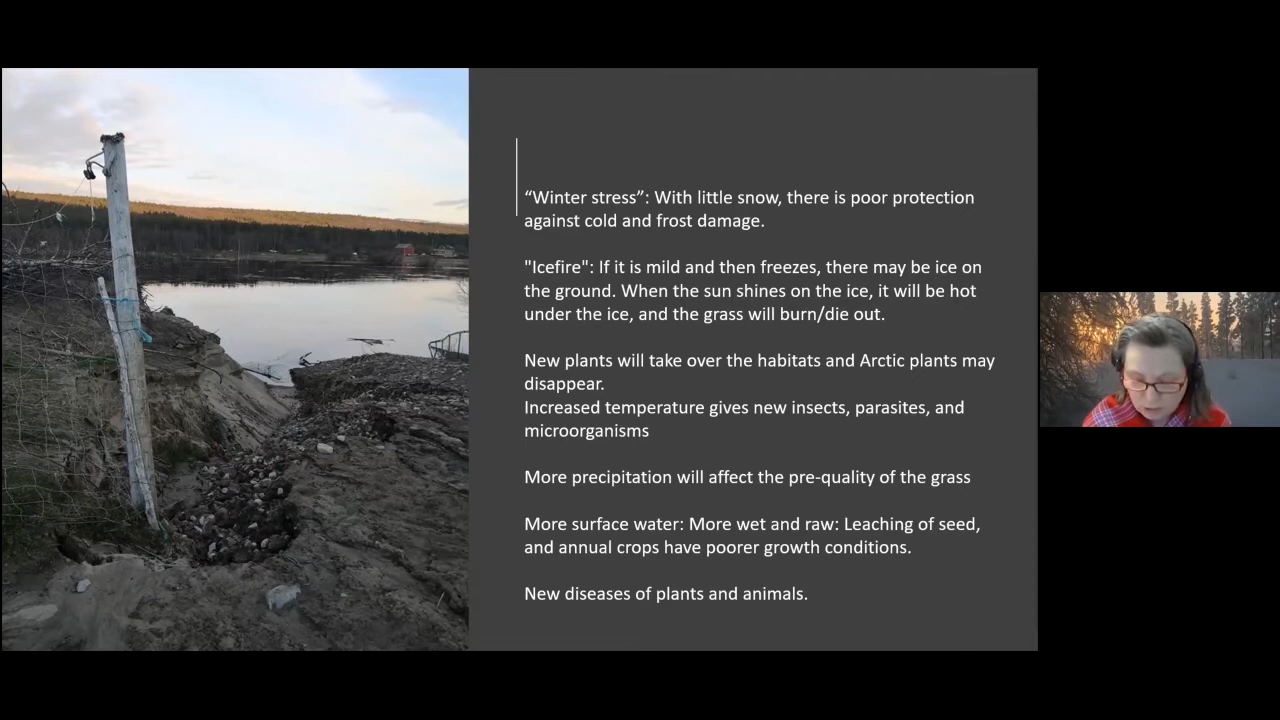 “Winter stress”: With little snow, there is poor protection
against cold and frost damage.
"Icefire": If it is mild and then freezes, there may be ice on
the ground. When the sun shines on the ice, it will be hot
under the ice, and the grass will burn/die out.
New plants will take over the habitats and Arctic plants may
disappear.
Increased temperature gives new insects, parasites, and
microorganisms
More precipitation will affect the pre-quality of the grass
More surface water: More wet and raw: Leaching of seed,
and annual crops have poorer growth conditions.
New diseases of plants and animals.